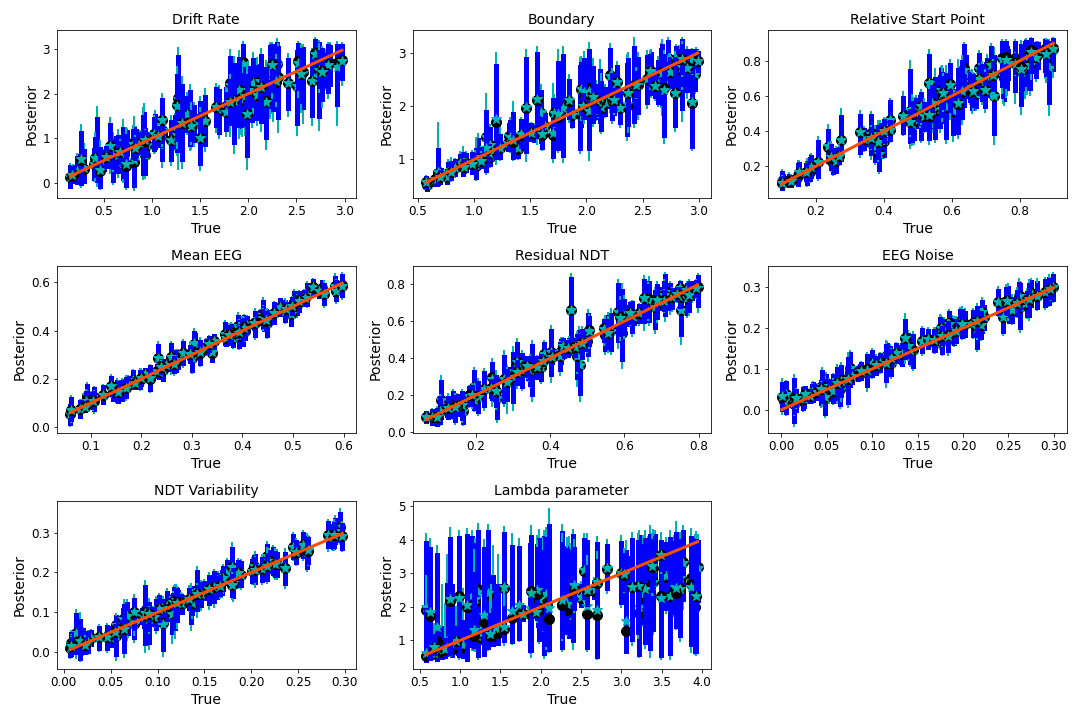 Drift Rate
Posterior
3
2
1
0
0.5 1.0 1.5 2.0 2.5 3.0
True
Boundary
Posterior
3
2
1
0.5 1.0 1.5 2.0 2.5 3.0
True
Relative Start Point
Posterior
0.8
0.6
0.4
0.2
0.2 0.4 0.6 0.8
True
Mean EEG
Posterior
0.6
0.4
0.2
0.0
0.1 0.2 0.3 0.4 0.5 0.6
True
Residual NDT
Posterior
0.8
0.6
0.4
0.2
0.0
0.2 0.4 0.6 0.8
True
EEG Noise
Posterior
0.3
0.2
0.1
0.0
0.00 0.05 0.10 0.15 0.20 0.25 0.30
True
NDT Variability
Posterior
0.3
0.2
0.1
0.0
0.00 0.05 0.10 0.15 0.20 0.25 0.30
True
Lambda parameter
Posterior
5
4
3
2
1
0.5 1.0 1.5 2.0 2.5 3.0 3.5 4.0
True